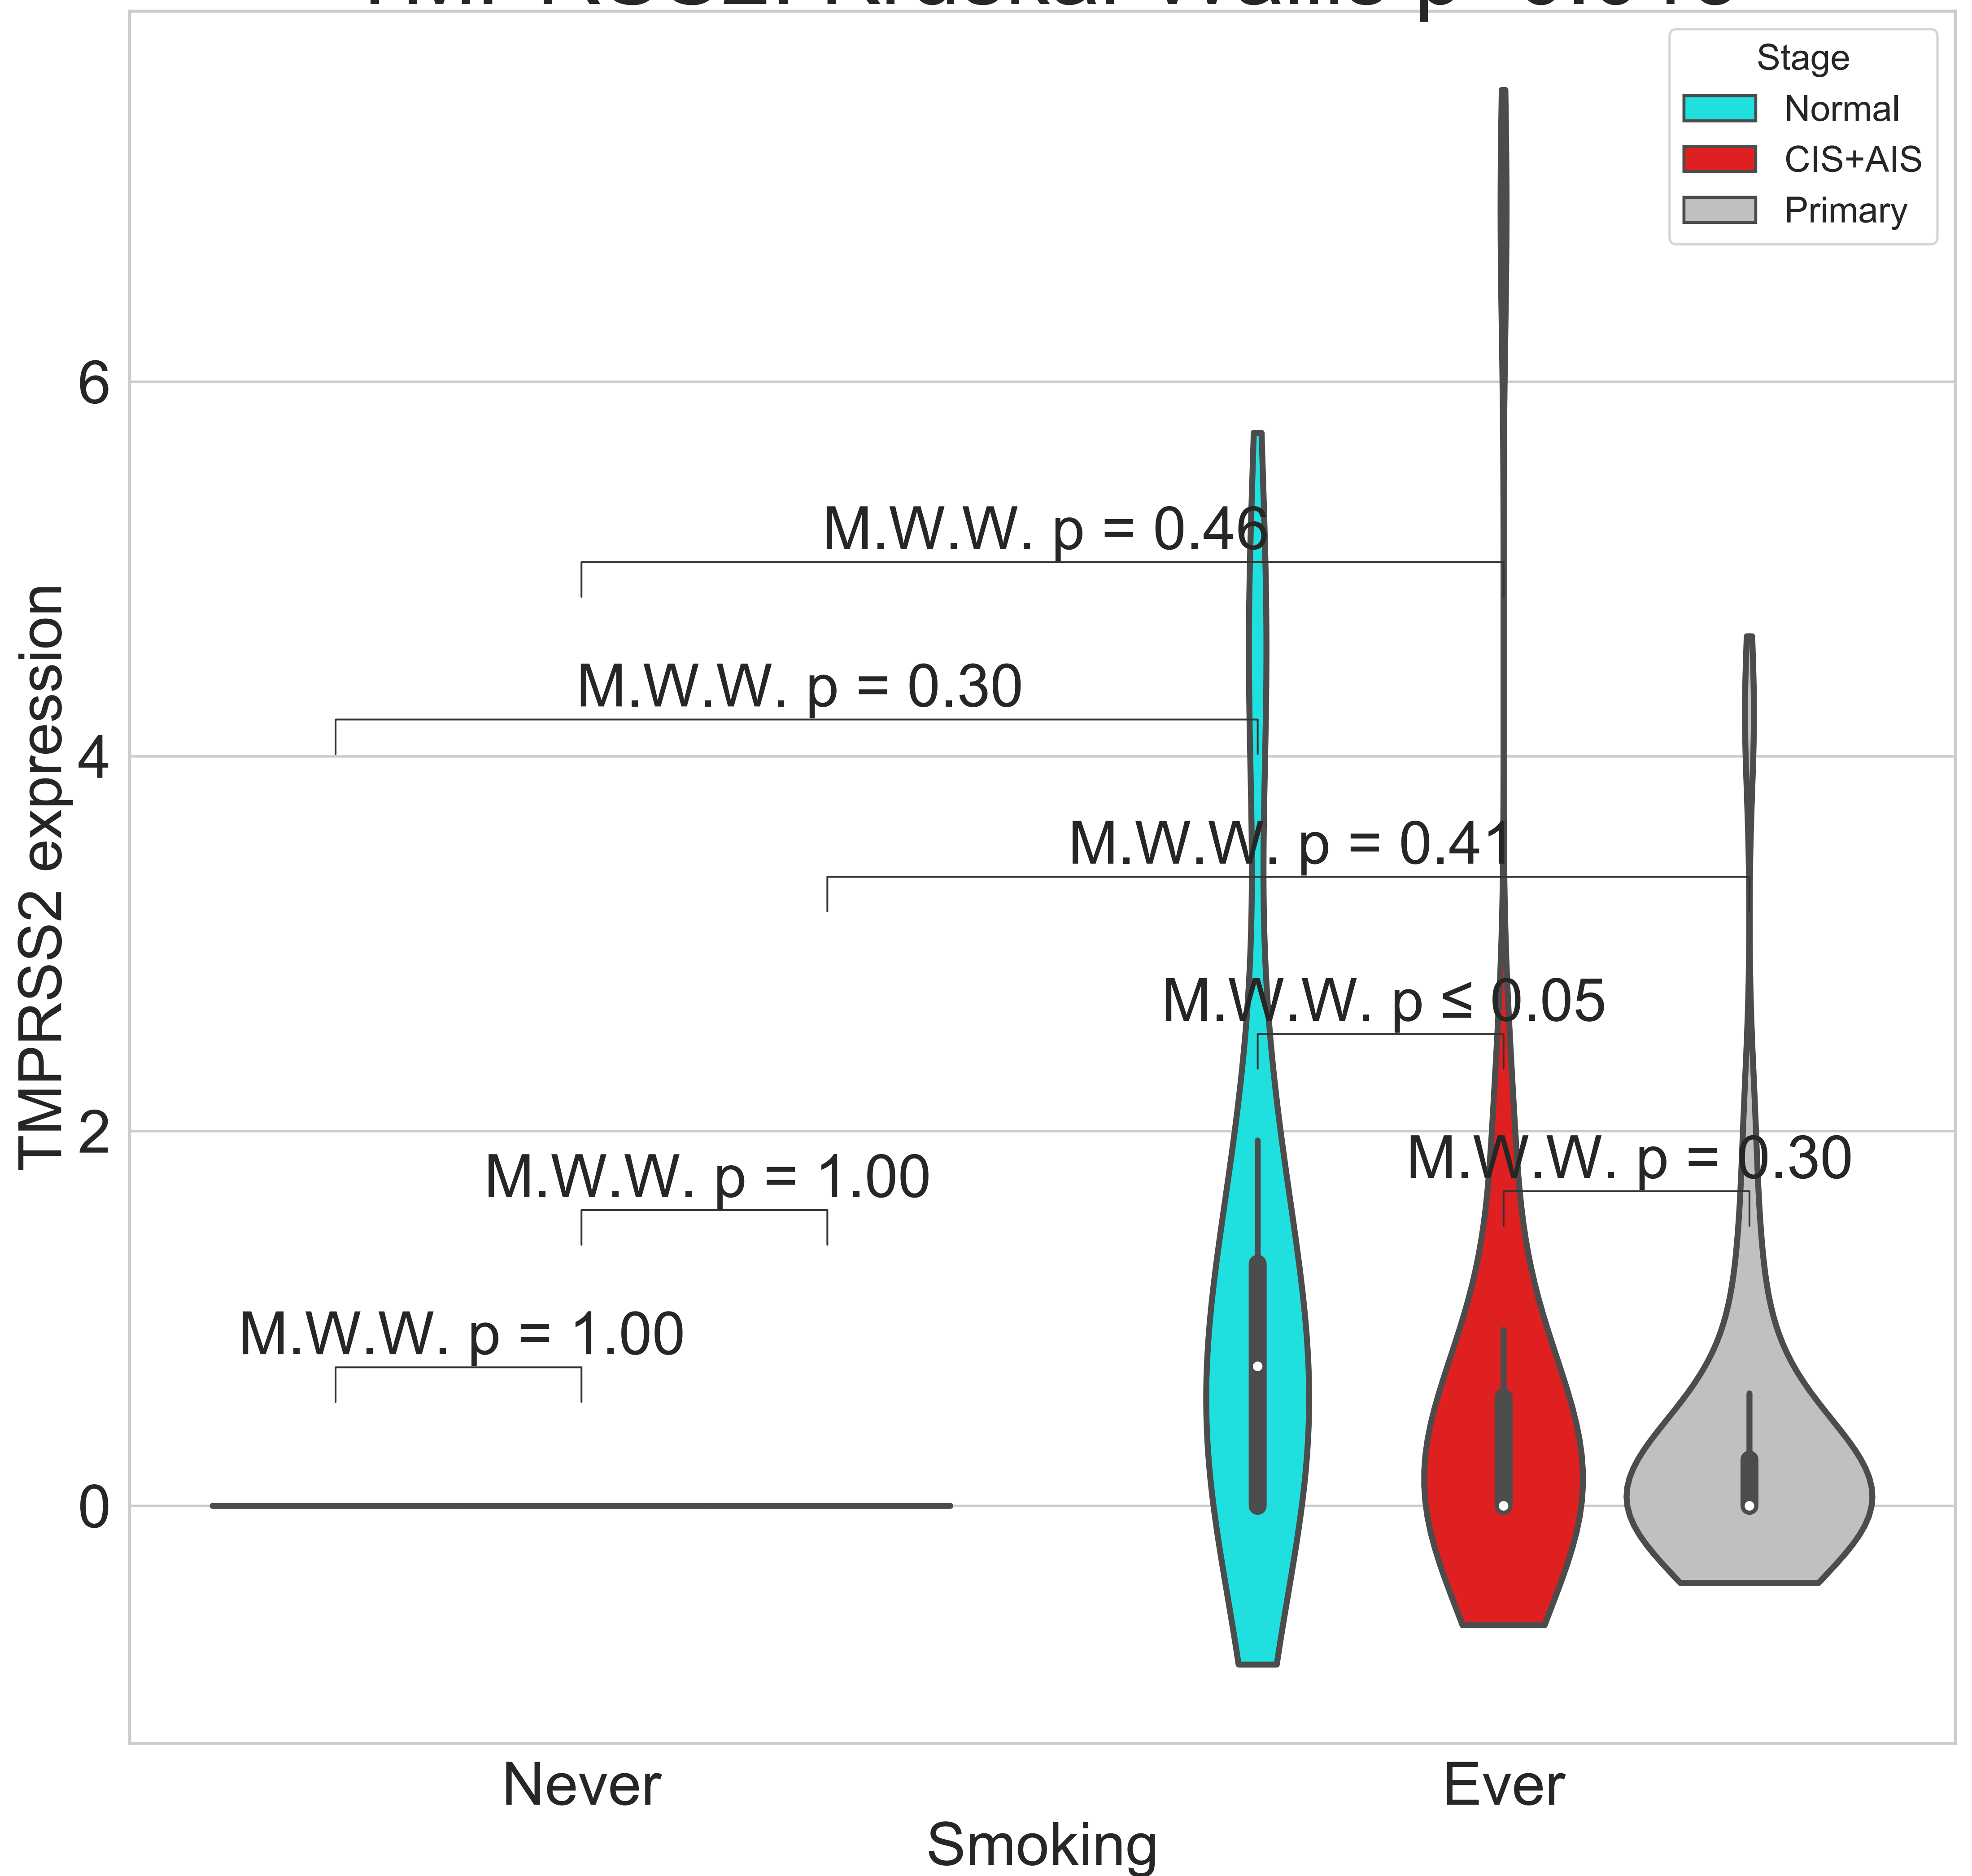 Stage
Normal
CIS+AIS
Primary
6
4
2
0
TMPRSS2 expression
M.W.W. p = 0.46
M.W.W. p = 0.30
M.W.W. p = 0.41
M.W.W. p ≤ 0.05
M.W.W. p = 1.00
M.W.W. p = 0.30
M.W.W. p = 1.00
Never
Ever
Smoking